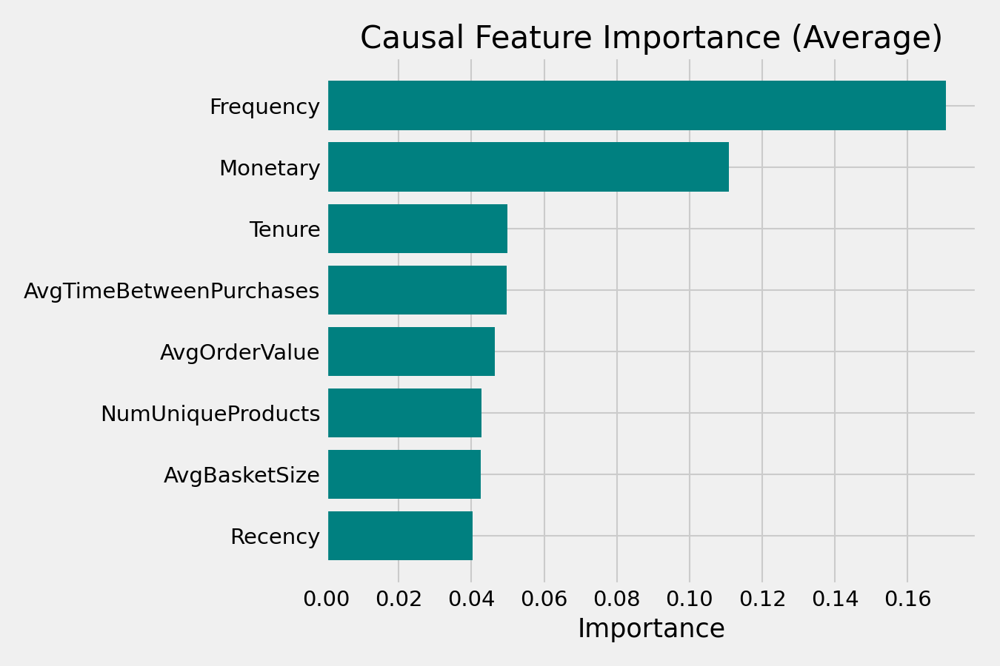 Causal Feature Importance (Average)
Frequency
Monetary
Tenure
AvgTimeBetweenPurchases
AvgOrderValue
NumUniqueProducts
AvgBasketSize
Recency
0.00 0.02 0.04 0.06 0.08 0.10 0.12 0.14 0.16
Importance